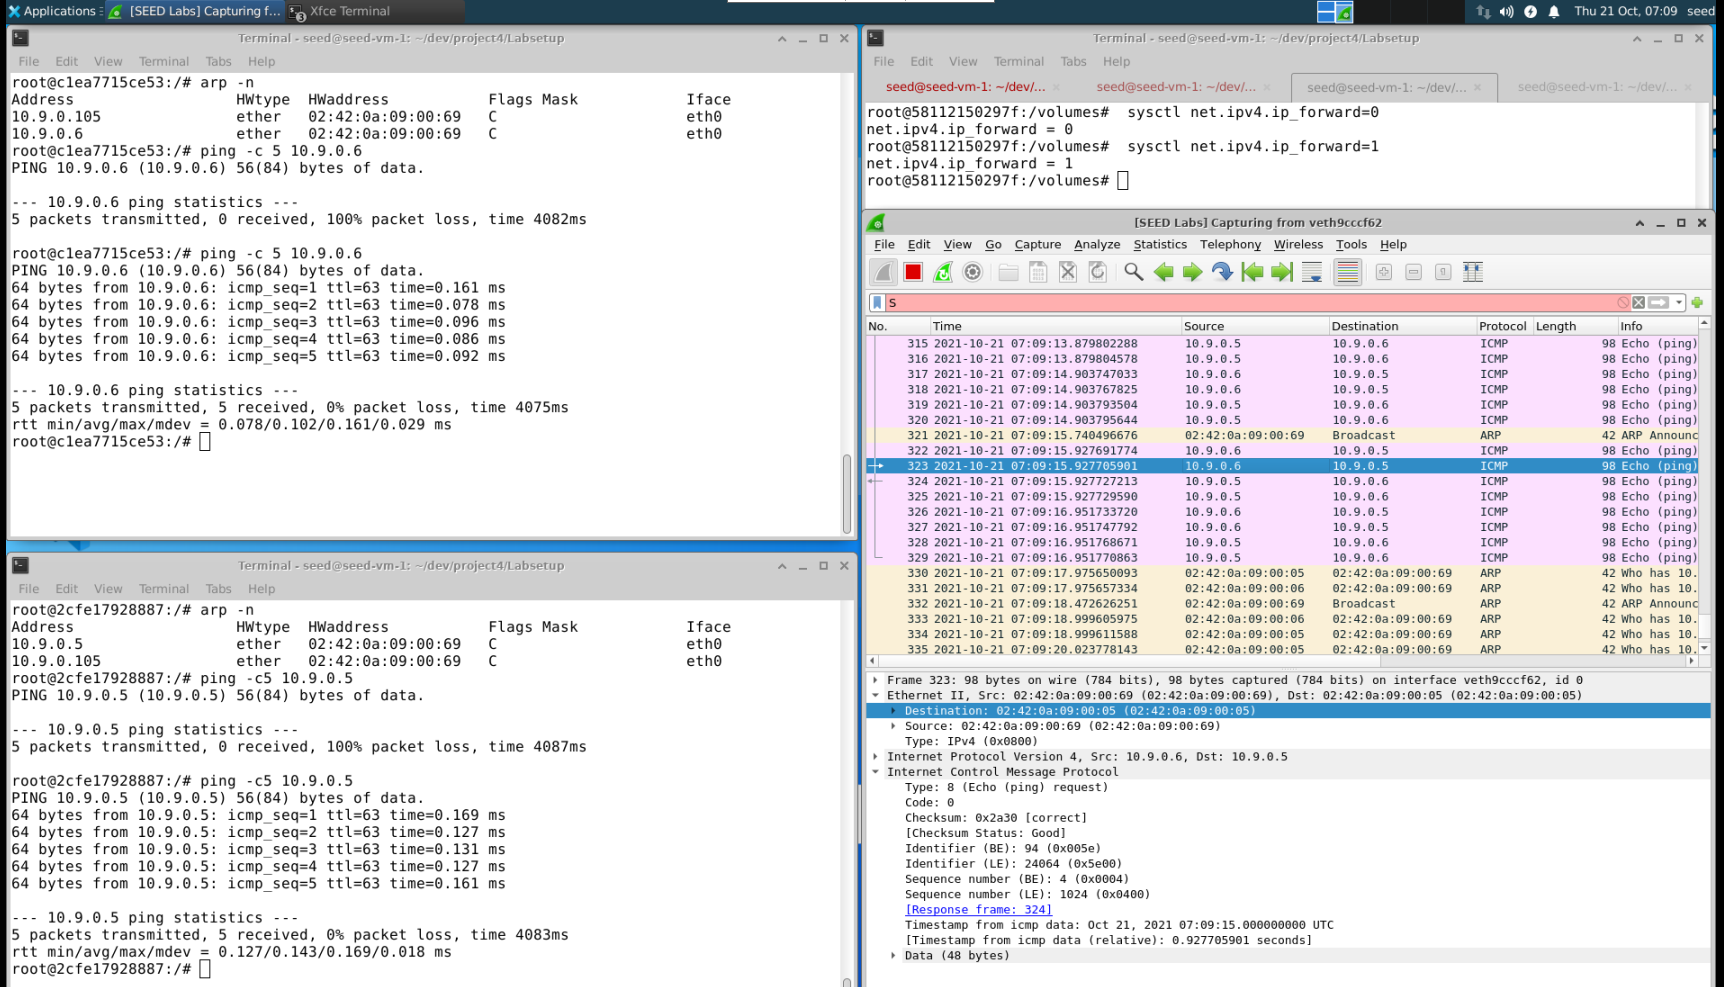 Applications
[SEED Labs] Capturing f...
3
Xfce Terminal
Thu 21 Oct, 07:09
seed
Terminal - seed@seed-vm-1: ~/dev/project4/Labsetup
File Edit View Terminal Tabs Help
root@c1ea7715ce53:/# arp -n
Address HWtype HWaddress Flags Mask Iface
10.9.0.105 ether 02:42:0a:09:00:69 C eth0
10.9.0.6 ether 02:42:0a:09:00:69 C eth0
root@c1ea7715ce53:/# ping -c 5 10.9.0.6
PING 10.9.0.6 (10.9.0.6) 56(84) bytes of data.
--- 10.9.0.6 ping statistics ---
5 packets transmitted, 0 received, 100% packet loss, time 4082ms
root@c1ea7715ce53:/# ping -c 5 10.9.0.6
PING 10.9.0.6 (10.9.0.6) 56(84) bytes of data.
64 bytes from 10.9.0.6: icmp_seq=1 ttl=63 time=0.161 ms
64 bytes from 10.9.0.6: icmp_seq=2 ttl=63 time=0.078 ms
64 bytes from 10.9.0.6: icmp_seq=3 ttl=63 time=0.096 ms
64 bytes from 10.9.0.6: icmp_seq=4 ttl=63 time=0.086 ms
64 bytes from 10.9.0.6: icmp_seq=5 ttl=63 time=0.092 ms
--- 10.9.0.6 ping statistics ---
5 packets transmitted, 5 received, 0% packet loss, time 4075ms
rtt min/avg/max/mdev = 0.078/0.102/0.161/0.029 ms
root@c1ea7715ce53:/#
Terminal - seed@seed-vm-1: ~/dev/project4/Labsetup
File Edit View Terminal Tabs Help
root@2cfe17928887:/# arp -n
Address HWtype HWaddress Flags Mask Iface
10.9.0.5 ether 02:42:0a:09:00:69 C eth0
10.9.0.105 ether 02:42:0a:09:00:69 C eth0
root@2cfe17928887:/# ping -c5 10.9.0.5
PING 10.9.0.5 (10.9.0.5) 56(84) bytes of data.
--- 10.9.0.5 ping statistics ---
5 packets transmitted, 0 received, 100% packet loss, time 4087ms
root@2cfe17928887:/# ping -c5 10.9.0.5
PING 10.9.0.5 (10.9.0.5) 56(84) bytes of data.
64 bytes from 10.9.0.5: icmp_seq=1 ttl=63 time=0.169 ms
64 bytes from 10.9.0.5: icmp_seq=2 ttl=63 time=0.127 ms
64 bytes from 10.9.0.5: icmp_seq=3 ttl=63 time=0.131 ms
64 bytes from 10.9.0.5: icmp_seq=4 ttl=63 time=0.127 ms
64 bytes from 10.9.0.5: icmp_seq=5 ttl=63 time=0.161 ms
--- 10.9.0.5 ping statistics ---
5 packets transmitted, 5 received, 0% packet loss, time 4083ms
rtt min/avg/max/mdev = 0.127/0.143/0.169/0.018 ms
root@2cfe17928887:/#
Terminal - seed@seed-vm-1: ~/dev/project4/Labsetup
File Edit View Terminal Tabs Help
seed@seed-vm-1: ~/dev/... seed@seed-vm-1: ~/dev/... seed@seed-vm-1: ~/dev/... seed@seed-vm-1: ~/dev/...
root@58112150297f:/volumes# sysctl net.ipv4.ip_forward=0
net.ipv4.ip_forward = 0
root@58112150297f:/volumes# sysctl net.ipv4.ip_forward=1
net.ipv4.ip_forward = 1
root@58112150297f:/volumes#
[SEED Labs] Capturing from veth9cccf62
File Edit View Go Capture Analyze Statistics Telephony Wireless Tools Help
S
No. Time Source Destination Protocol Length Info
315 2021-10-21 07:09:13.879802288 10.9.0.5 10.9.0.6 ICMP 98 Echo (ping)
316 2021-10-21 07:09:13.879804578 10.9.0.5 10.9.0.6 ICMP 98 Echo (ping)
317 2021-10-21 07:09:14.903747033 10.9.0.6 10.9.0.5 ICMP 98 Echo (ping)
318 2021-10-21 07:09:14.903767825 10.9.0.6 10.9.0.5 ICMP 98 Echo (ping)
319 2021-10-21 07:09:14.903793504 10.9.0.5 10.9.0.6 ICMP 98 Echo (ping)
320 2021-10-21 07:09:14.903795644 10.9.0.5 10.9.0.6 ICMP 98 Echo (ping)
321 2021-10-21 07:09:15.740496676 02:42:0a:09:00:69 Broadcast ARP 42 ARP Announc
322 2021-10-21 07:09:15.927691774 10.9.0.6 10.9.0.5 ICMP 98 Echo (ping)
323 2021-10-21 07:09:15.927705901 10.9.0.6 10.9.0.5 ICMP 98 Echo (ping)
324 2021-10-21 07:09:15.927727213 10.9.0.5 10.9.0.6 ICMP 98 Echo (ping)
325 2021-10-21 07:09:15.927729590 10.9.0.5 10.9.0.6 ICMP 98 Echo (ping)
326 2021-10-21 07:09:16.951733720 10.9.0.6 10.9.0.5 ICMP 98 Echo (ping)
327 2021-10-21 07:09:16.951747792 10.9.0.6 10.9.0.5 ICMP 98 Echo (ping)
328 2021-10-21 07:09:16.951768671 10.9.0.5 10.9.0.6 ICMP 98 Echo (ping)
329 2021-10-21 07:09:16.951770863 10.9.0.5 10.9.0.6 ICMP 98 Echo (ping)
330 2021-10-21 07:09:17.975650093 02:42:0a:09:00:05 02:42:0a:09:00:69 ARP 42 Who has 10.
331 2021-10-21 07:09:17.975657334 02:42:0a:09:00:06 02:42:0a:09:00:69 ARP 42 Who has 10.
332 2021-10-21 07:09:18.472626251 02:42:0a:09:00:69 Broadcast ARP 42 ARP Announc
333 2021-10-21 07:09:18.999605975 02:42:0a:09:00:06 02:42:0a:09:00:69 ARP 42 Who has 10.
334 2021-10-21 07:09:18.999611588 02:42:0a:09:00:05 02:42:0a:09:00:69 ARP 42 Who has 10.
335 2021-10-21 07:09:20.023778143 02:42:0a:09:00:05 02:42:0a:09:00:69 ARP 42 Who has 10.
Frame 323: 98 bytes on wire (784 bits), 98 bytes captured (784 bits) on interface veth9cccf62, id 0
Ethernet II, Src: 02:42:0a:09:00:69 (02:42:0a:09:00:69), Dst: 02:42:0a:09:00:05 (02:42:0a:09:00:05)
Destination: 02:42:0a:09:00:05 (02:42:0a:09:00:05)
Source: 02:42:0a:09:00:69 (02:42:0a:09:00:69)
Type: IPv4 (0x0800)
Internet Protocol Version 4, Src: 10.9.0.6, Dst: 10.9.0.5
Internet Control Message Protocol
Type: 8 (Echo (ping) request)
Code: 0
Checksum: 0x2a30 [correct]
[Checksum Status: Good]
Identifier (BE): 94 (0x005e)
Identifier (LE): 24064 (0x5e00)
Sequence number (BE): 4 (0x0004)
Sequence number (LE): 1024 (0x0400)
[Response frame: 324]
Timestamp from icmp data: Oct 21, 2021 07:09:15.000000000 UTC
[Timestamp from icmp data (relative): 0.927705901 seconds]
Data (48 bytes)